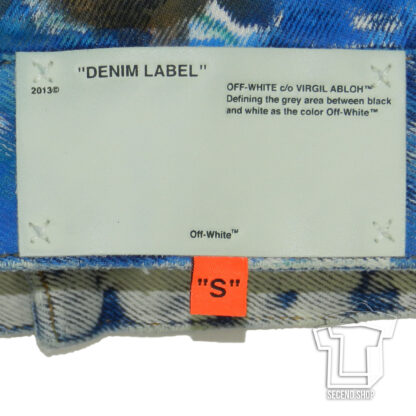 "DENIM LABEL"
2013©
OFF-WHITE c/o VIRGIL ABLOH™
Defining the grey area between black
and white as the color Off-White™
Off-White™
"S"
SECEND.SHOP